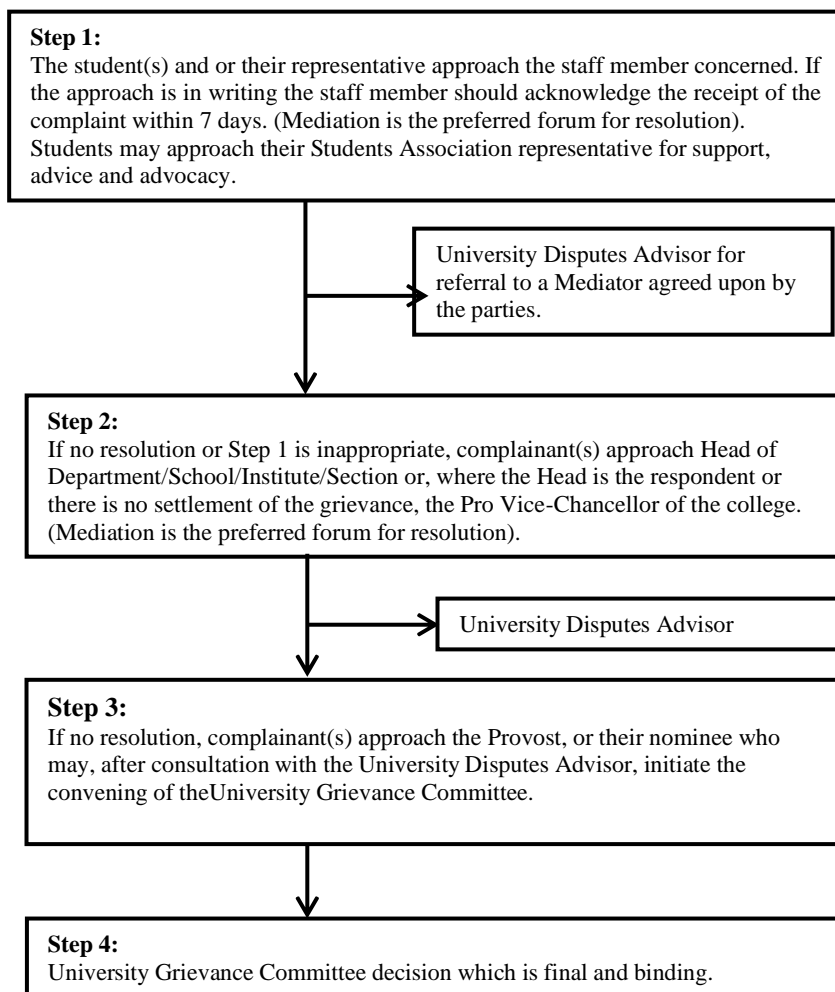 Step 1:
The student(s) and or their representative approach the staff member concerned. If
the approach is in writing the staff member should acknowledge the receipt of the
complaint within 7 days. (Mediation is the preferred forum for resolution).
Students may approach their Students Association representative for support,
advice and advocacy.
University Disputes Advisor for
referral to a Mediator agreed upon by
the parties.
Step 2:
If no resolution or Step 1 is inappropriate, complainant(s) approach Head of
Department/School/Institute/Section or, where the Head is the respondent or
there is no settlement of the grievance, the Pro Vice-Chancellor of the college.
(Mediation is the preferred forum for resolution).
University Disputes Advisor
Step 3:
If no resolution, complainant(s) approach the Provost, or their nominee who
may, after consultation with the University Disputes Advisor, initiate the
convening of theUniversity Grievance Committee.
Step 4:
University Grievance Committee decision which is final and binding.